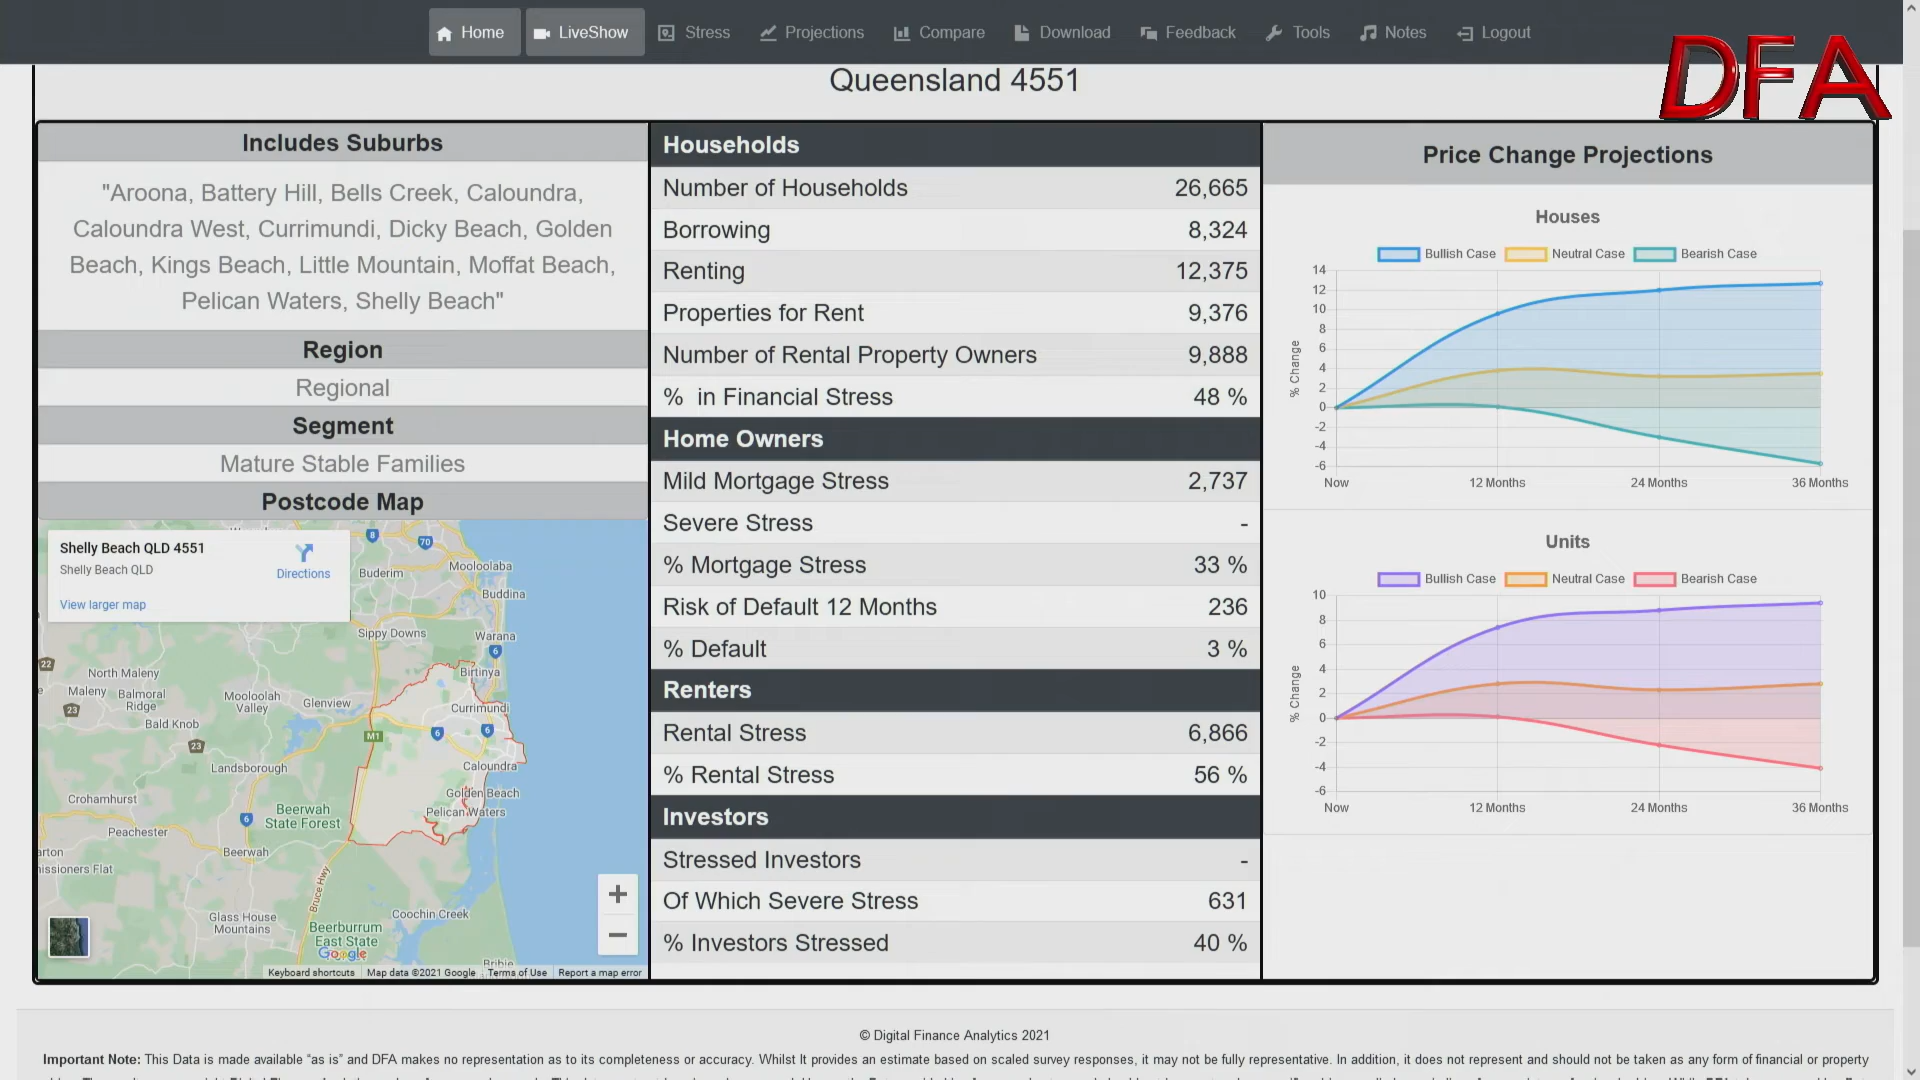 Home LiveShow Stress Projections Compare Download Feedback Tools Notes Logout
DFA
Queensland 4551
Includes Suburbs
"Aroona, Battery Hill, Bells Creek, Caloundra,
Caloundra West, Currimundi, Dicky Beach, Golden
Beach, Kings Beach, Little Mountain, Moffat Beach,
Pelican Waters, Shelly Beach"
Region
Regional
Segment
Mature Stable Families
Postcode Map
Shelly Beach QLD 4551
Shelly Beach QLD
Directions
View larger map
8
70
Mooloolaba
Buderim
Buddina
Sippy Downs
Warana
6
22
North Maleny
Birtinya
Maleny
Balmoral
Ridge
Mooloolah
Valley
Glenview
23
Currimundi
Bald Knob
M1
6
6
23
Landsborough
Caloundra
Golden Beach
Crohamhurst
Beerwah
State Forest
Pelican Waters
6
Peachester
Beerwah
Bruce Hwy
Glass House
Mountains
Coochin Creek
Beerburrum
East State
Google
Bribie
Keyboard shortcuts Map data ©2021 Google Terms of Use Report a map error
Households
Number of Households 26,665
Borrowing 8,324
Renting 12,375
Properties for Rent 9,376
Number of Rental Property Owners 9,888
% in Financial Stress 48 %
Home Owners
Mild Mortgage Stress 2,737
Severe Stress -
% Mortgage Stress 33 %
Risk of Default 12 Months 236
% Default 3 %
Renters
Rental Stress 6,866
% Rental Stress 56 %
Investors
Stressed Investors -
Of Which Severe Stress 631
% Investors Stressed 40 %
Price Change Projections
Houses
Bullish Case Neutral Case Bearish Case
% Change
14
12
10
8
6
4
2
0
-2
-4
-6
Now 12 Months 24 Months 36 Months
Units
Bullish Case Neutral Case Bearish Case
% Change
10
8
6
4
2
0
-2
-4
-6
Now 12 Months 24 Months 36 Months
© Digital Finance Analytics 2021
Important Note: This Data is made available “as is” and DFA makes no representation as to its completeness or accuracy. Whilst It provides an estimate based on scaled survey responses, it may not be fully representative. In addition, it does not represent and should not be taken as any form of financial or property